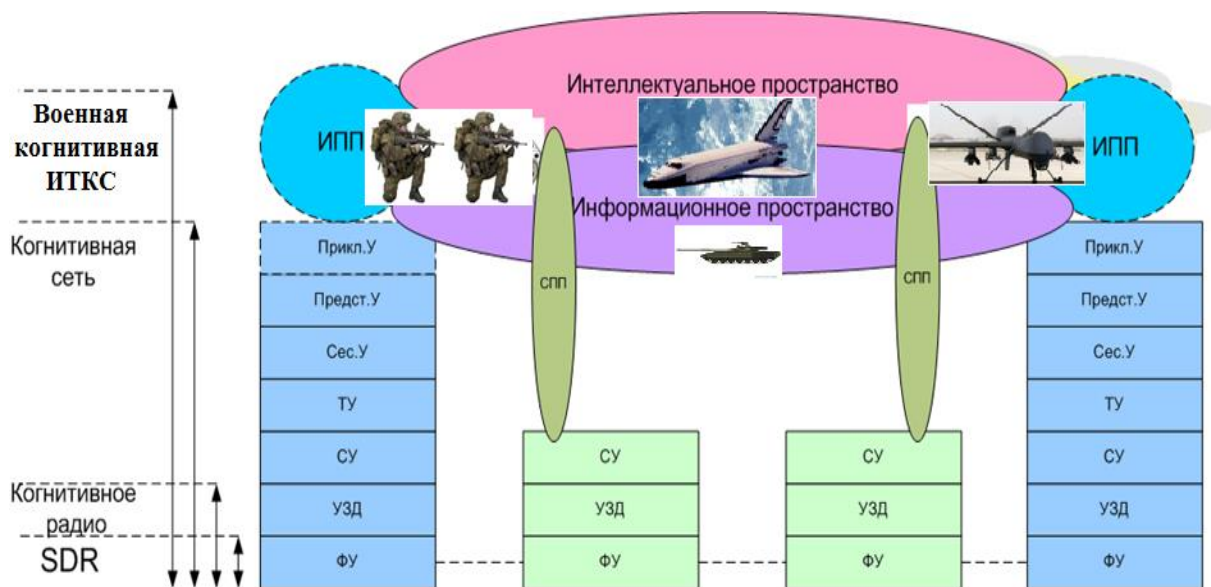 Интеллектуальное пространство
Военная
когнитивная
ИТКС
ИПП
ИПП
Информационное пространство
Когнитивная
сеть
Прикл.У
Прикл.У
СПП
СПП
Предст.У
Предст.У
Сес.У
Сес.У
ТУ
ТУ
СУ
СУ
СУ
СУ
Когнитивное
радио
УЗД
УЗД
УЗД
УЗД
SDR
ФУ
ФУ
ФУ
ФУ